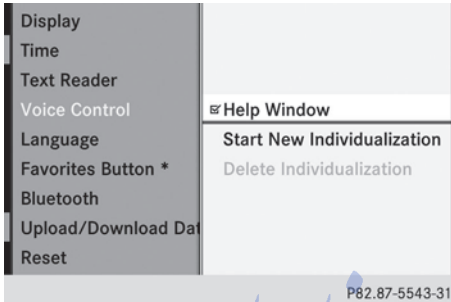 Display
Time
Text Reader
Voice Control
Help Window
Language
Start New Individualization
Favorites Button *
Delete Individualization
Bluetooth
Upload/Download Dat
Reset
P82.87-5543-31